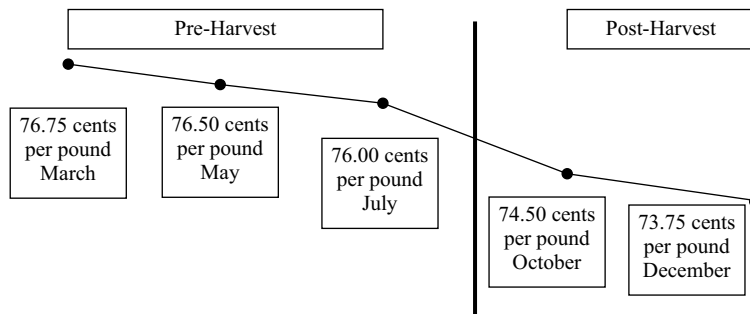 Pre-Harvest
Post-Harvest
76.75 cents
per pound
March
76.50 cents
per pound
May
76.00 cents
per pound
July
74.50 cents
per pound
October
73.75 cents
per pound
December